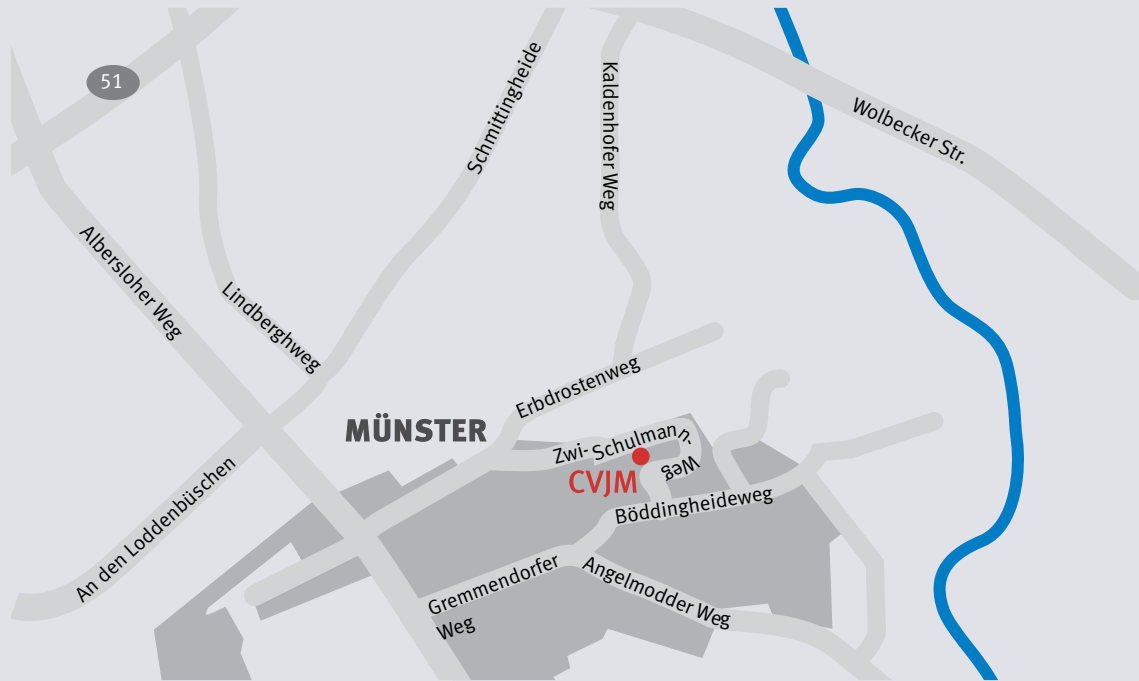 51
Schmittingheide
Kaldenhofer Weg
Wolbecker Str.
Albersloher Weg
Lindberghweg
Erbdrostenweg
MÜNSTER
Zwi-Schulmann-
Weg
CVJM
Böddingheideweg
An den Loddenbüschen
Gremmendorfer
Weg
Angelmodder Weg